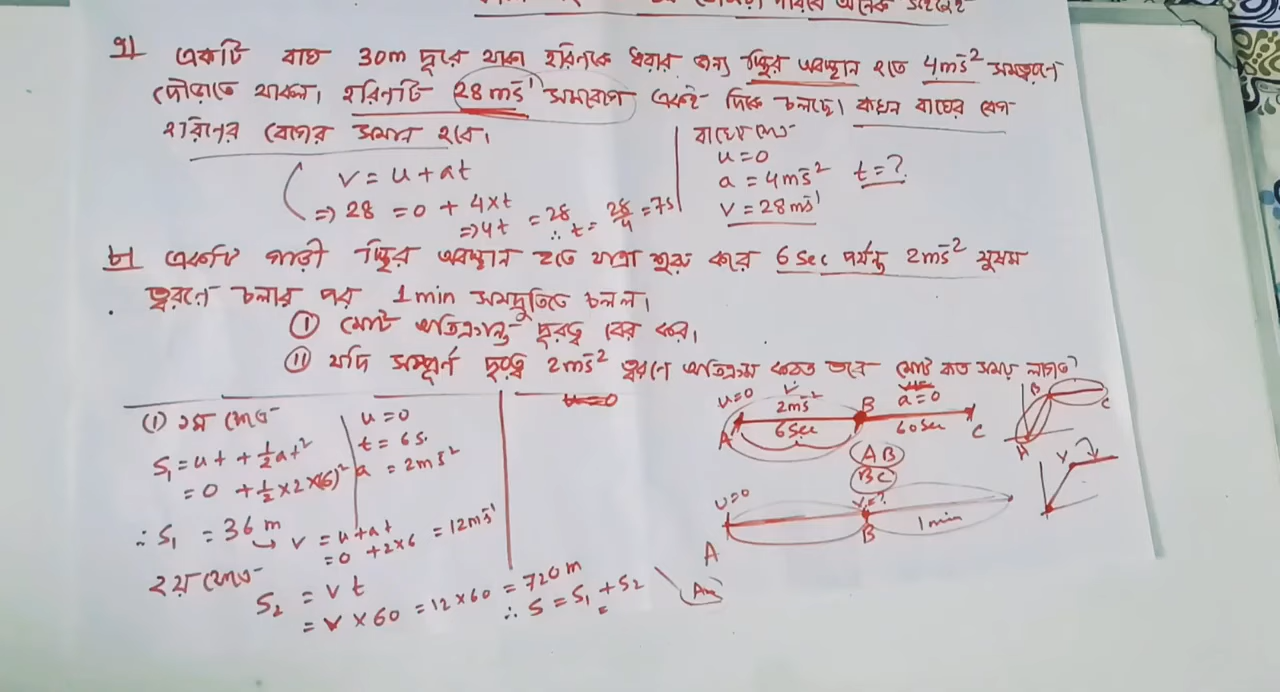 ৭। একটি বাঘ 30m দূরে থাকা হরিনকে ধরার জন্য স্থির অবস্থান হতে 4ms⁻² সমত্বরণে
দৌড়াতে থাকল। হরিনটি 28ms⁻¹ সমবেগে একই দিকে চলছে। কখন বাঘের বেগ
হরিনের বেগের সমান হবে।
v = u + at
⇒ 28 = 0 + 4×t
⇒ 4t = 28 ∴ t = 28/4 = 7s
বাঘের ক্ষেত্রে
u = 0
a = 4ms⁻² t = ?
v = 28ms⁻¹
৮। একটি গাড়ী স্থির অবস্থান হতে যাত্রা শুরু করে 6 sec পর্যন্ত 2ms⁻² সুষম
ত্বরণে চলার পর 1 min সমদ্রুতিতে চলল।
(i) মোট অতিক্রান্ত দূরত্ব বের কর।
(ii) যদি সম্পূর্ন দূরত্ব 2ms⁻² ত্বরণে অতিক্রম করত তবে মোট কত সময় লাগত?
(i) ১ম ক্ষেত্রে
S₁ = ut + ½at²
= 0 + ½×2×(6)²
∴ S₁ = 36 m
u = 0
t = 6s.
a = 2ms⁻²
v = u + at
= 0 + 2×6 = 12ms⁻¹
২য় ক্ষেত্রে
S₂ = vt
= v × 60 = 12×60 = 720 m
∴ S = S₁ + S₂
=
Ans
u=0
u=0 v a=0
2ms⁻² B
A 6sec 60sec C
AB
BC
u=0 v=?
A B 1min
B C
A
V